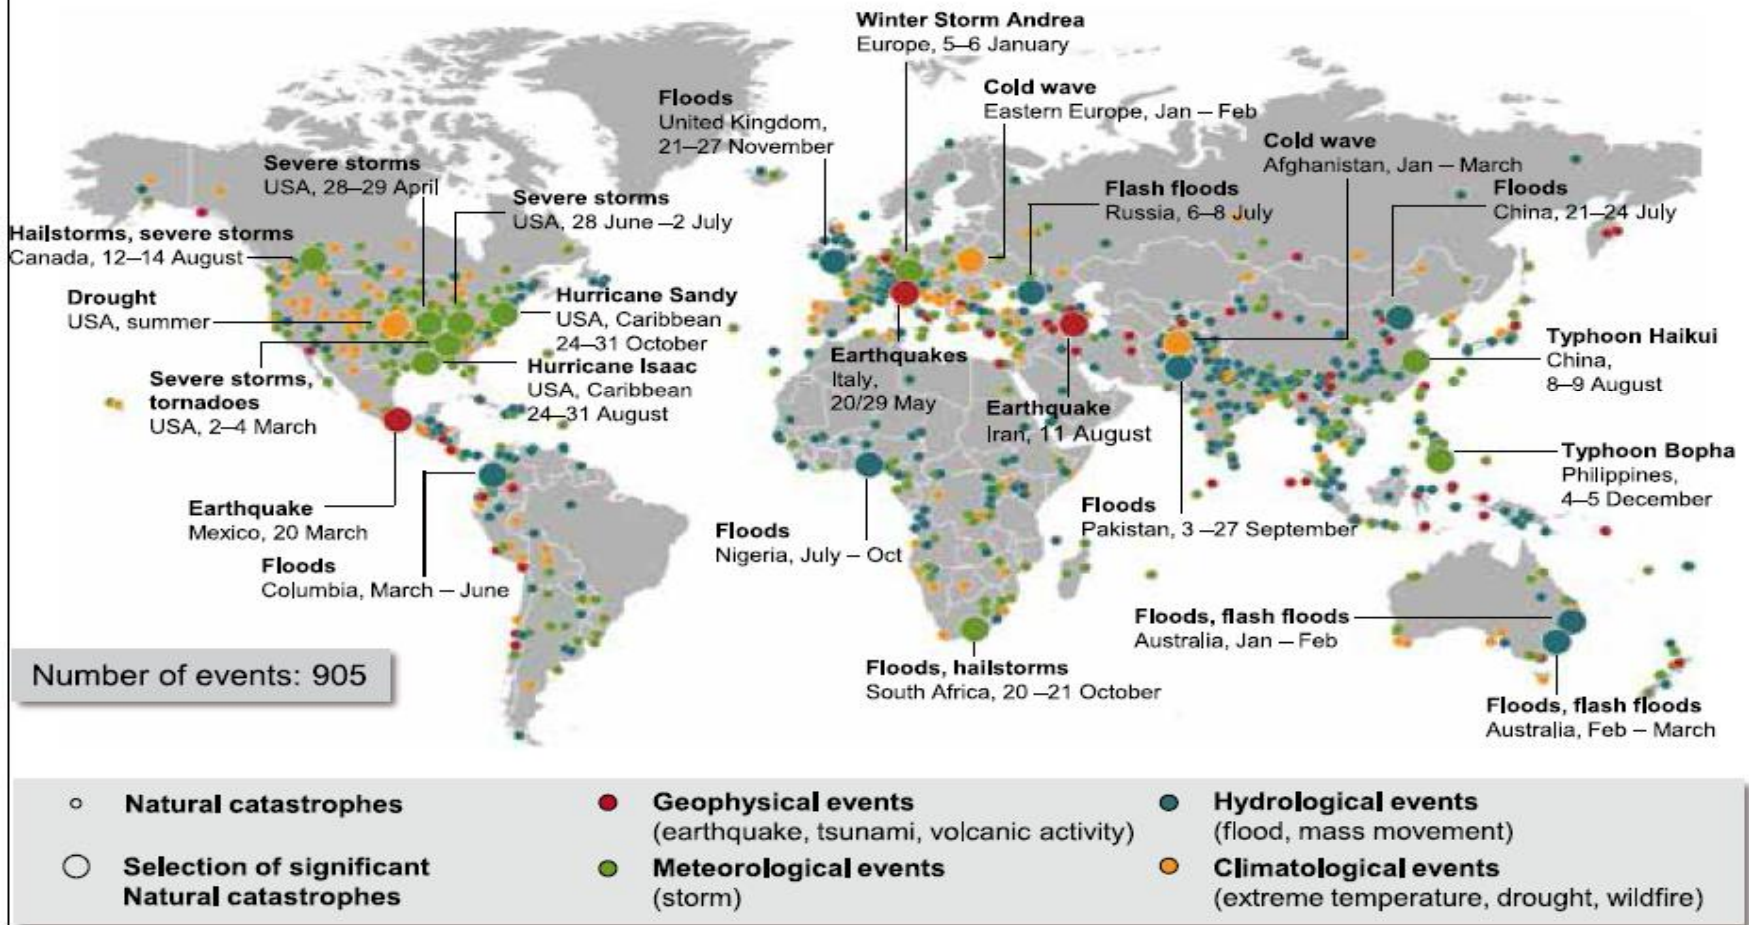 Winter Storm Andrea
Europe, 5–6 January
Cold wave
Eastern Europe, Jan – Feb
Floods
United Kingdom,
21–27 November
Cold wave
Afghanistan, Jan – March
Severe storms
USA, 28–29 April
Severe storms
USA, 28 June –2 July
Flash floods
Russia, 6–8 July
Floods
China, 21–24 July
Hailstorms, severe storms
Canada, 12–14 August
Drought
USA, summer
Hurricane Sandy
USA, Caribbean
24–31 October
Hurricane Isaac
USA, Caribbean
24–31 August
Severe storms,
tornadoes
USA, 2–4 March
Earthquakes
Italy,
20/29 May
Earthquake
Iran, 11 August
Typhoon Haikui
China,
8–9 August
Typhoon Bopha
Philippines,
4–5 December
Earthquake
Mexico, 20 March
Floods
Columbia, March – June
Floods
Nigeria, July – Oct
Floods
Pakistan, 3 –27 September
Floods, flash floods
Australia, Jan – Feb
Floods, hailstorms
South Africa, 20 –21 October
Floods, flash floods
Australia, Feb – March
Number of events: 905
Natural catastrophes
Selection of significant
Natural catastrophes
Geophysical events
(earthquake, tsunami, volcanic activity)
Meteorological events
(storm)
Hydrological events
(flood, mass movement)
Climatological events
(extreme temperature, drought, wildfire)